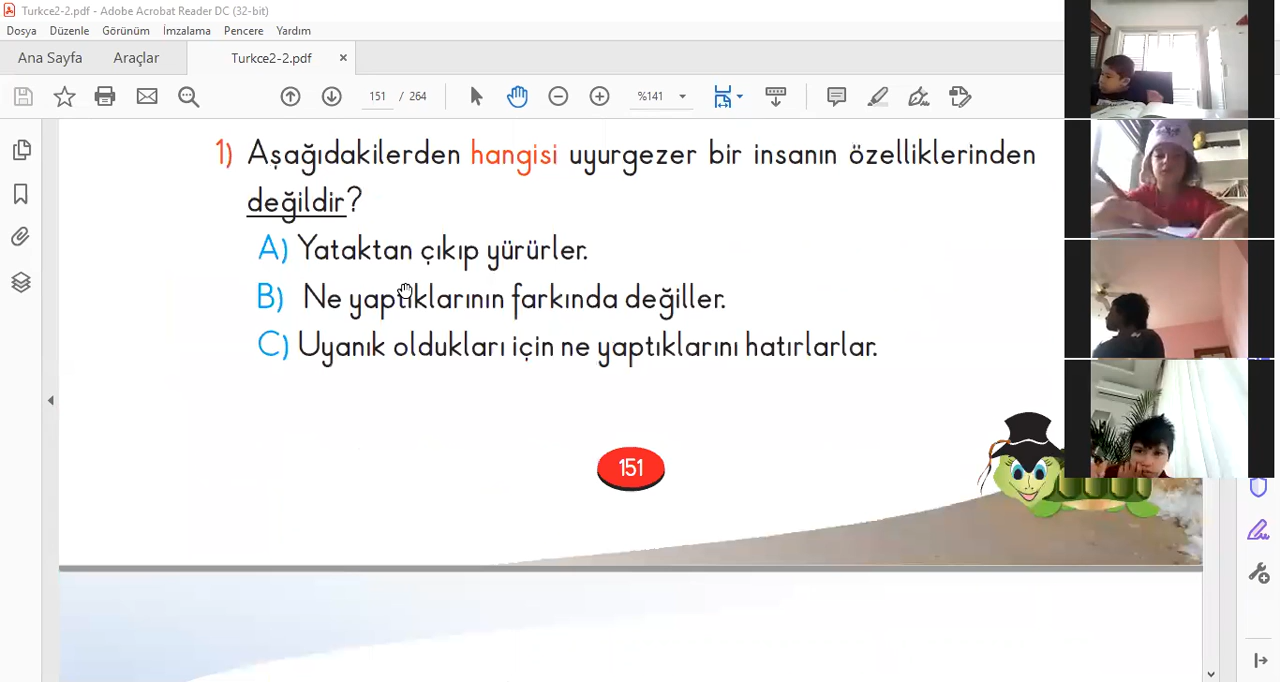 Turkce2-2.pdf - Adobe Acrobat Reader DC (32-bit)
Dosya Düzenle Görünüm İmzalama Pencere Yardım
Ana Sayfa Araçlar Turkce2-2.pdf ×
151 / 264 %141
1) Aşağıdakilerden hangisi uyurgezer bir insanın özelliklerinden
değildir?
A) Yataktan çıkıp yürürler.
B) Ne yaptıklarının farkında değiller.
C) Uyanık oldukları için ne yaptıklarını hatırlarlar.
151